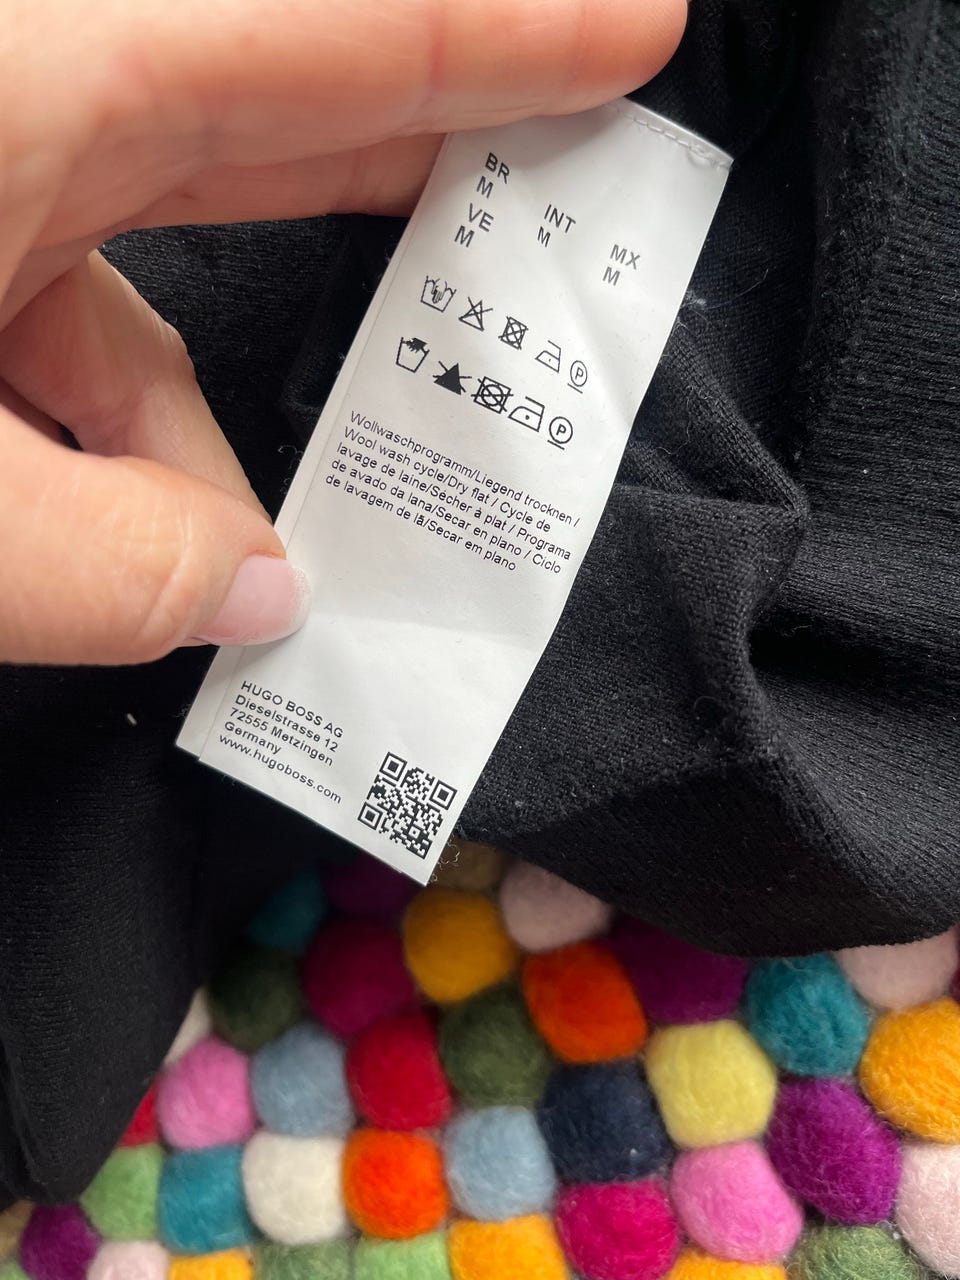 BR
M
VE
M
INT
M
MX
M
P
P
Wollwaschprogramm/Liegend trocknen /
Wool wash cycle/Dry flat / Cycle de
lavage de laine/Sécher à plat / Programa
de avado da lana/Secar en plano / Ciclo
de lavagem de lã/Secar em plano
HUGO BOSS AG
Dieselstrasse 12
72555 Metzingen
Germany
www.hugoboss.com